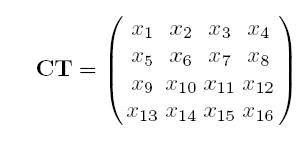 x₁ x₂ x₃ x₄
x₅ x₆ x₇ x₈
CT =
x₉ x₁₀ x₁₁ x₁₂
x₁₃ x₁₄ x₁₅ x₁₆